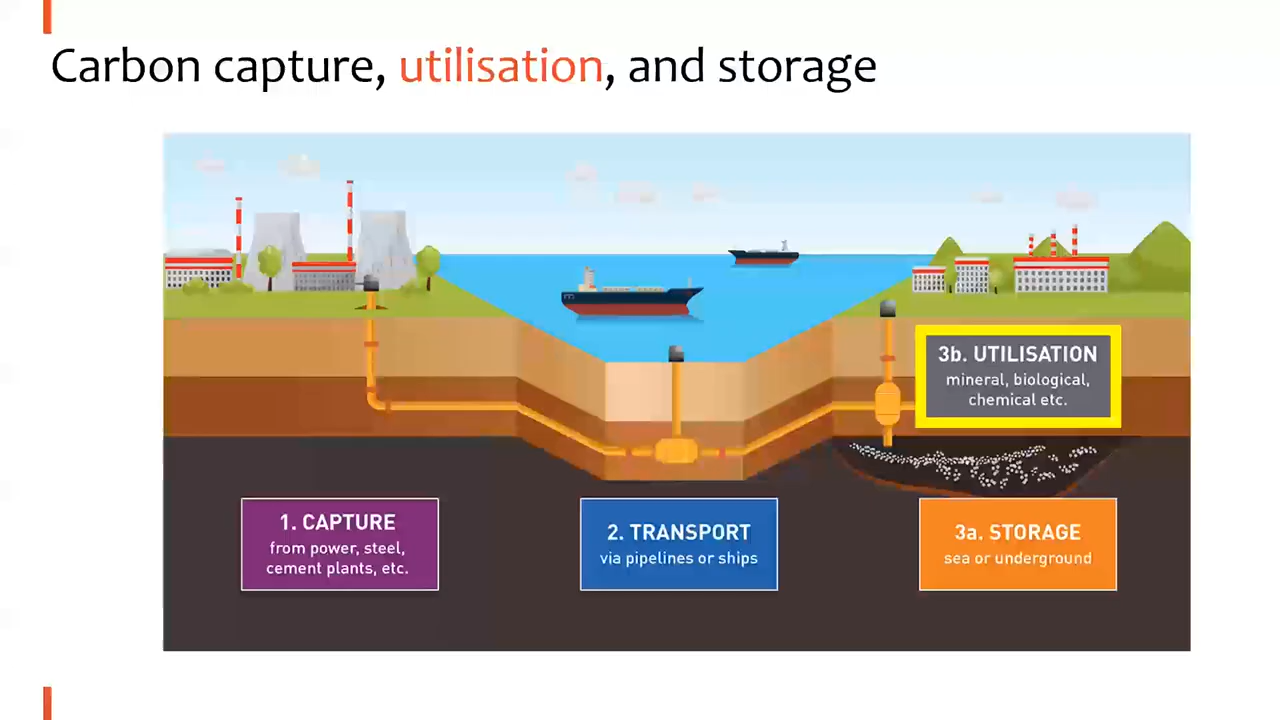 Carbon capture, utilisation, and storage
3b. UTILISATION
mineral, biological,
chemical etc.
1. CAPTURE
from power, steel,
cement plants, etc.
2. TRANSPORT
via pipelines or ships
3a. STORAGE
sea or underground